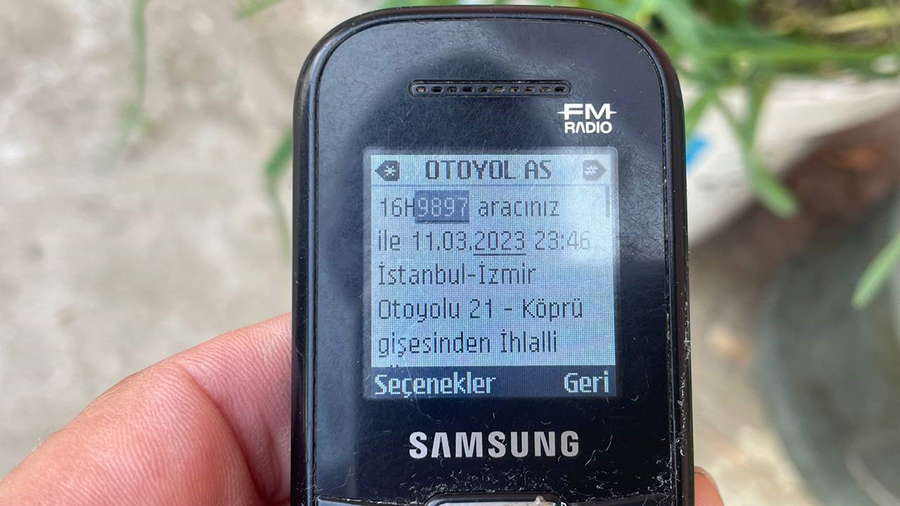 FM
RADIO
OTOYOL AS
16H9897 aracınız
ile 11.03.2023 23:46
İstanbul-İzmir
Otoyolu 21 - Köprü
gişesinden İhlalli
Seçenekler Geri
SAMSUNG